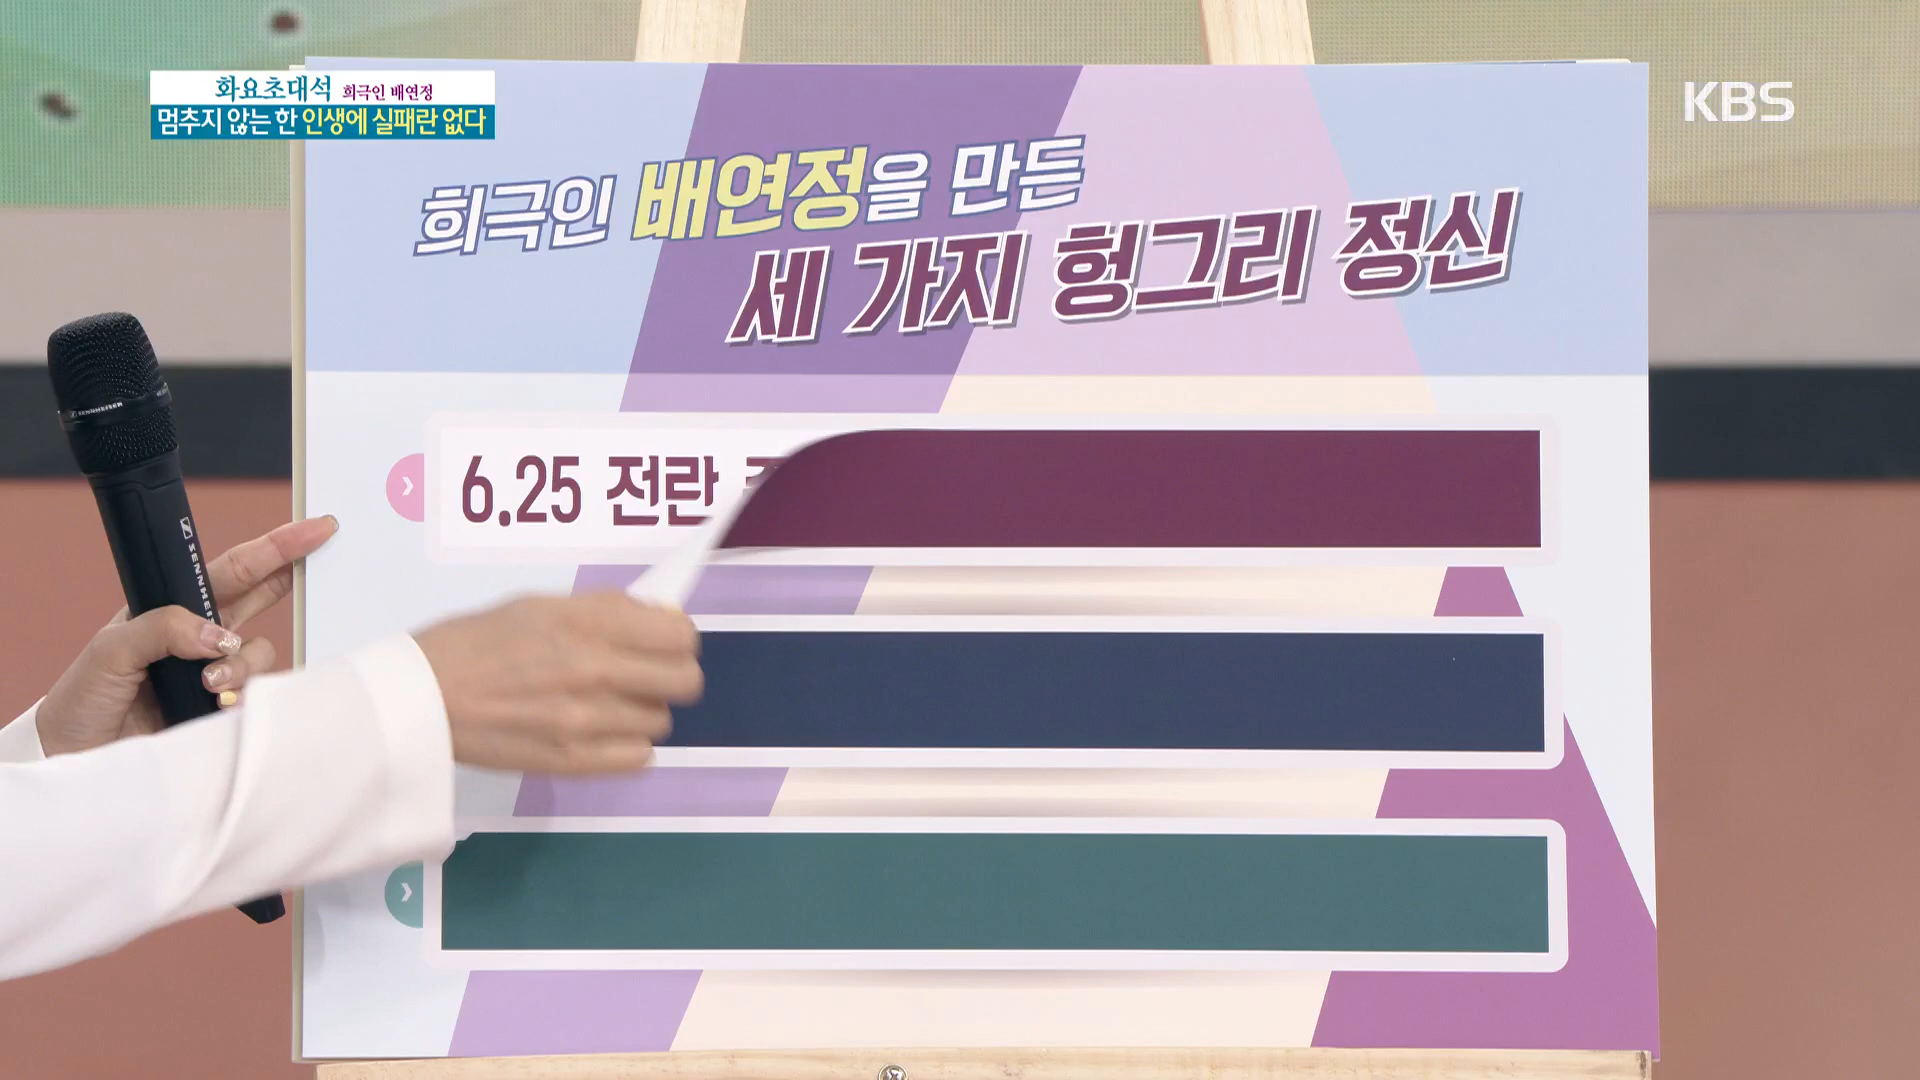 화요초대석 희극인 배연정
멈추지 않는 한 인생에 실패란 없다
KBS
희극인 배연정을 만든
세 가지 헝그리 정신
6.25 전란
SENNHEISER